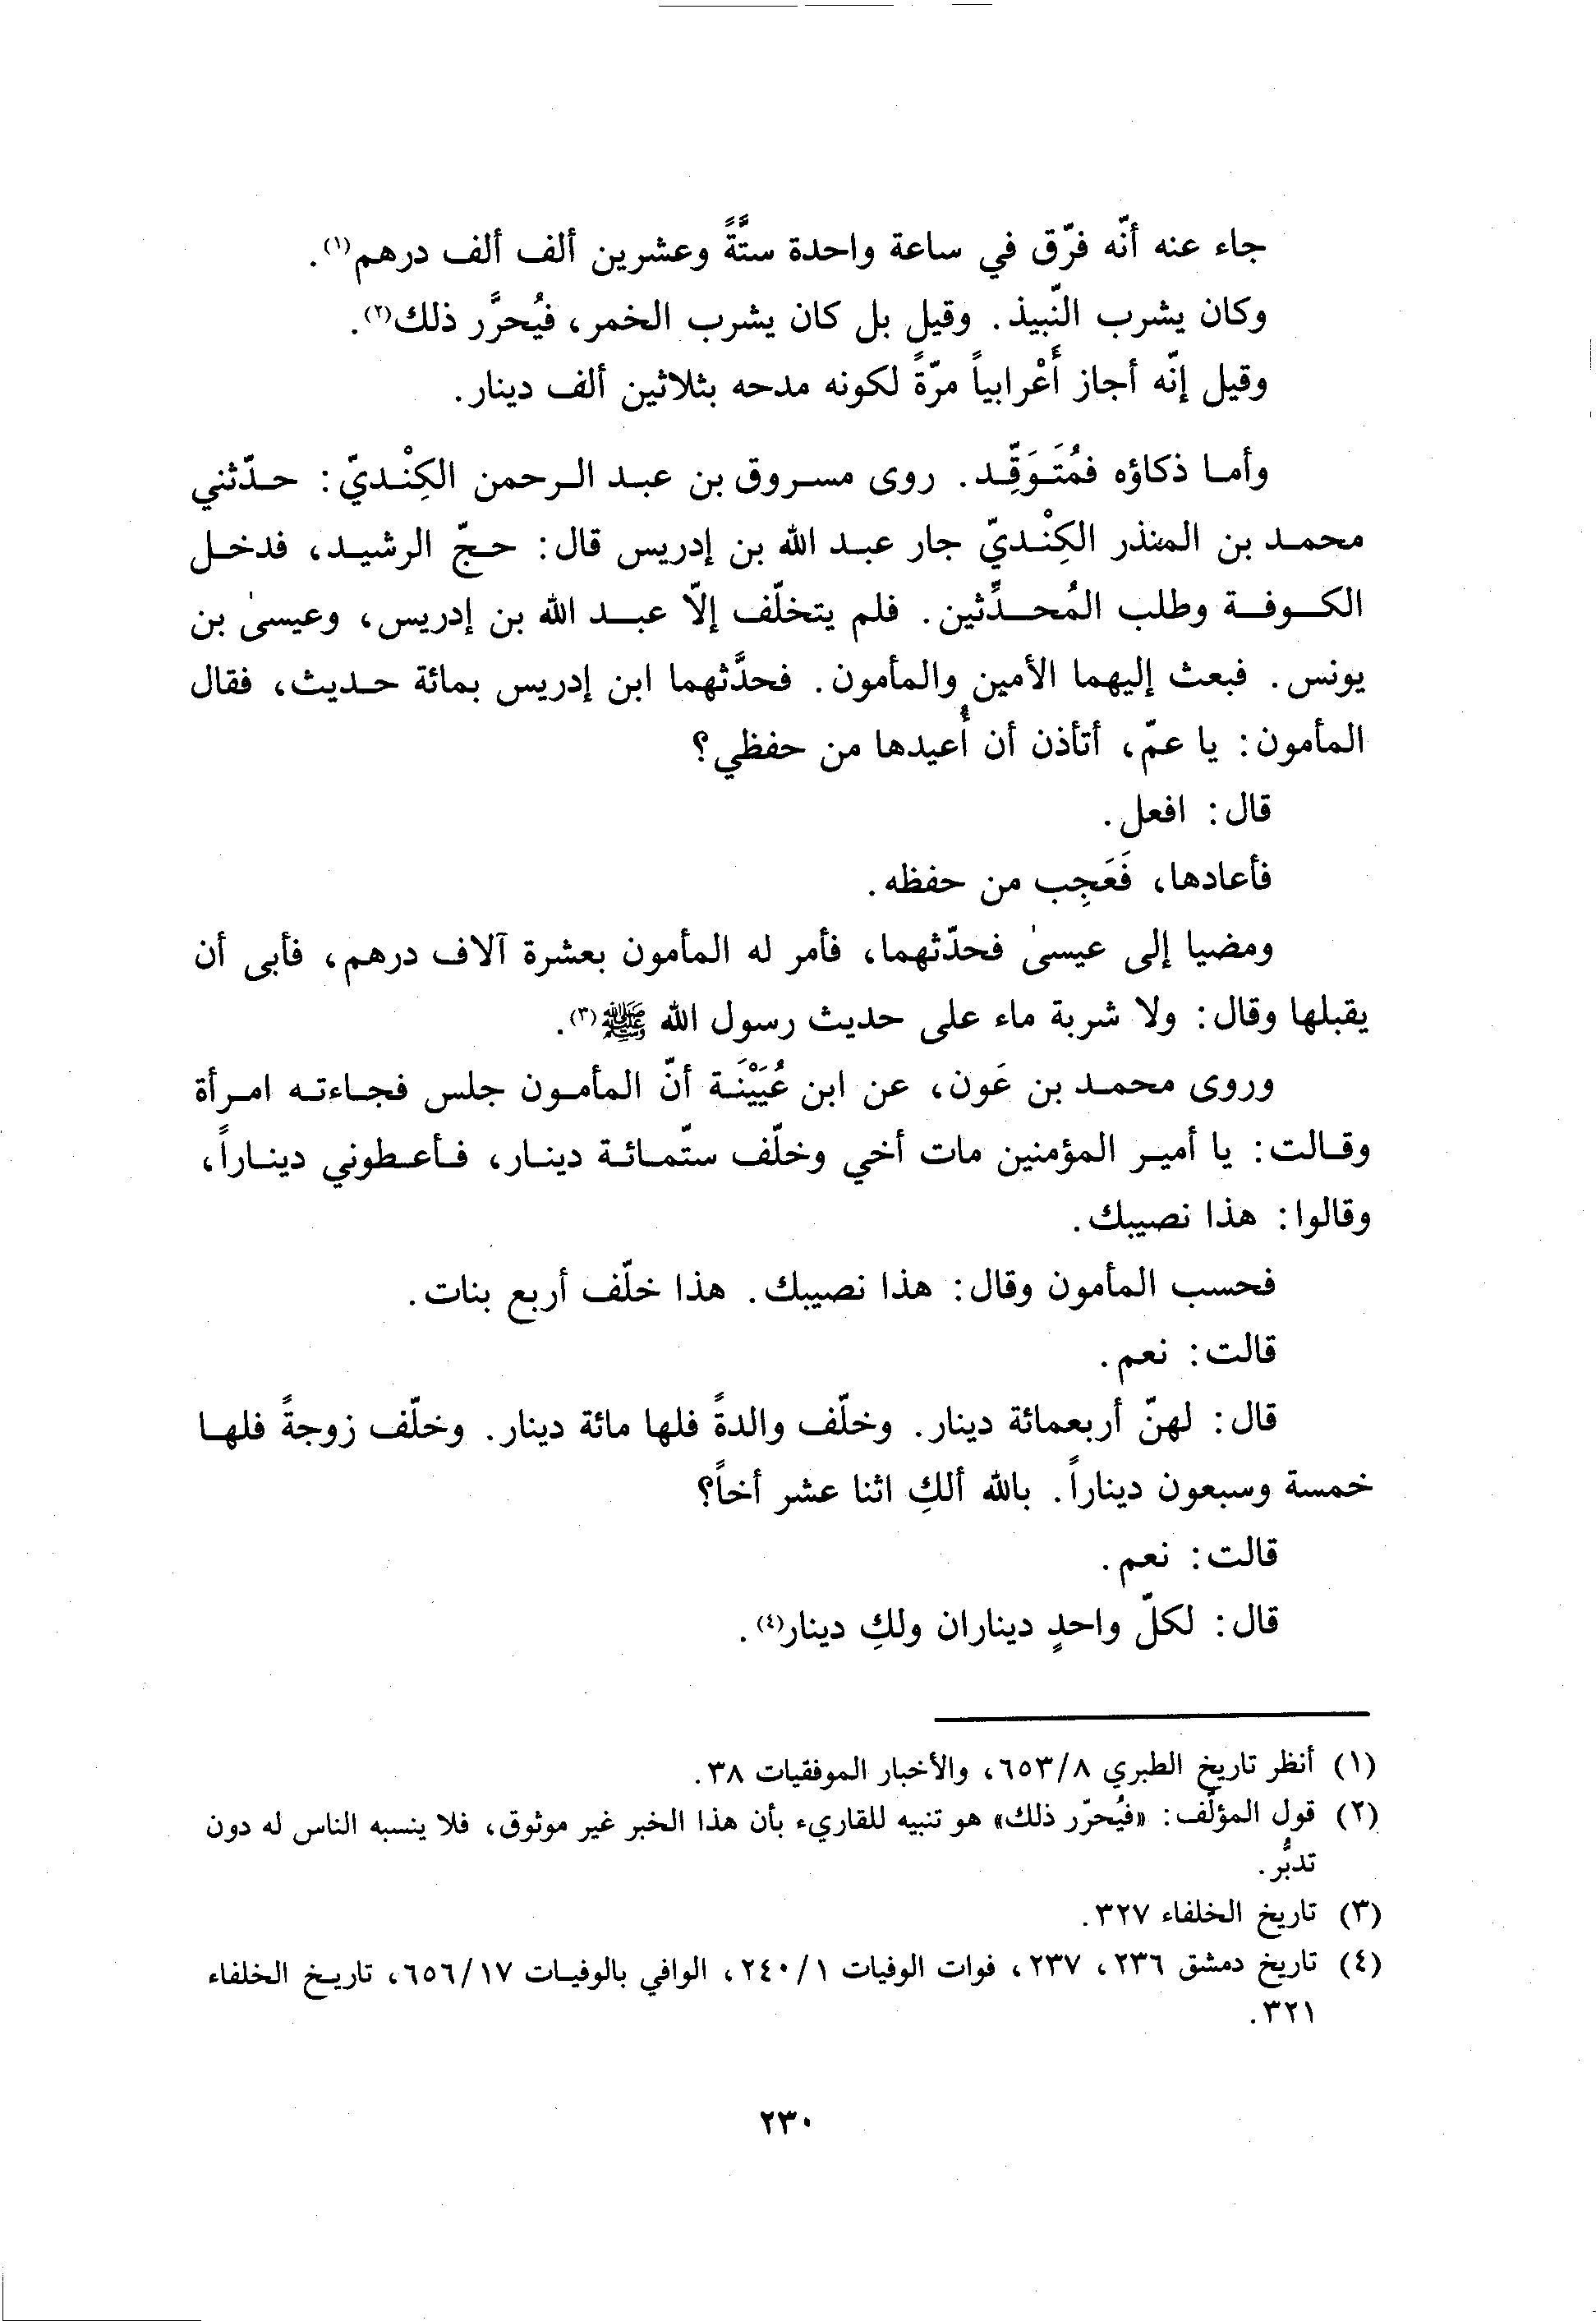 جاء عنه أنّه فرّق في ساعة واحدة ستَّةً وعشرين ألف ألف درهم(١).
وكان يشرب النّبيذ. وقيل بل كان يشرب الخمر، فيُحرَّر ذلك(٢).
وقيل إنّه أجاز أَعْرابياً مرّةً لكونه مدحه بثلاثين ألف دينار.
وأما ذكاؤه فمُتَوَقِّد. روى مسروق بن عبد الرحمن الكِنْديّ: حدّثني
محمد بن المنذر الكِنْديّ جار عبد الله بن إدريس قال: حجّ الرشيد، فدخل
الكوفة وطلب المُحدِّثين. فلم يتخلّف إلاّ عبد الله بن إدريس، وعيسىٰ بن
يونس. فبعث إليهما الأمين والمأمون. فحدَّثهما ابن إدريس بمائة حديث، فقال
المأمون: يا عمّ، أتأذن أن أُعيدها من حفظي؟
قال: افعل.
فأعادها، فَعَجِب من حفظه.
ومضيا إلى عيسىٰ فحدّثهما، فأمر له المأمون بعشرة آلاف درهم، فأبى أن
يقبلها وقال: ولا شربة ماء على حديث رسول الله ﷺ(٣).
وروى محمد بن عَون، عن ابن عُيَيْنَة أنّ المأمون جلس فجاءته امرأة
وقالت: يا أمير المؤمنين مات أخي وخلّف ستّمائة دينار، فأعطوني ديناراً،
وقالوا: هذا نصيبك.
فحسب المأمون وقال: هذا نصيبك. هذا خلّف أربع بنات.
قالت: نعم.
قال: لهنّ أربعمائة دينار. وخلّف والدةً فلها مائة دينار. وخلّف زوجةً فلها
خمسة وسبعون ديناراً. بالله ألكِ اثنا عشر أخاً؟
قالت: نعم.
قال: لكلّ واحدٍ ديناران ولكِ دينار(٤).
(١) أنظر تاريخ الطبري ٦٥٣/٨، والأخبار الموفقيات ٣٨.
(٢) قول المؤلّف: «فيُحرّر ذلك» هو تنبيه للقاريء بأن هذا الخبر غير موثوق، فلا ينسبه الناس له دون
تدبُّر.
(٣) تاريخ الخلفاء ٣٢٧.
(٤) تاريخ دمشق ٢٣٦، ٢٣٧، فوات الوفيات ٢٤٠/١، الوافي بالوفيات ٦٥٦/١٧، تاريخ الخلفاء
٣٢١.
٢٣٠